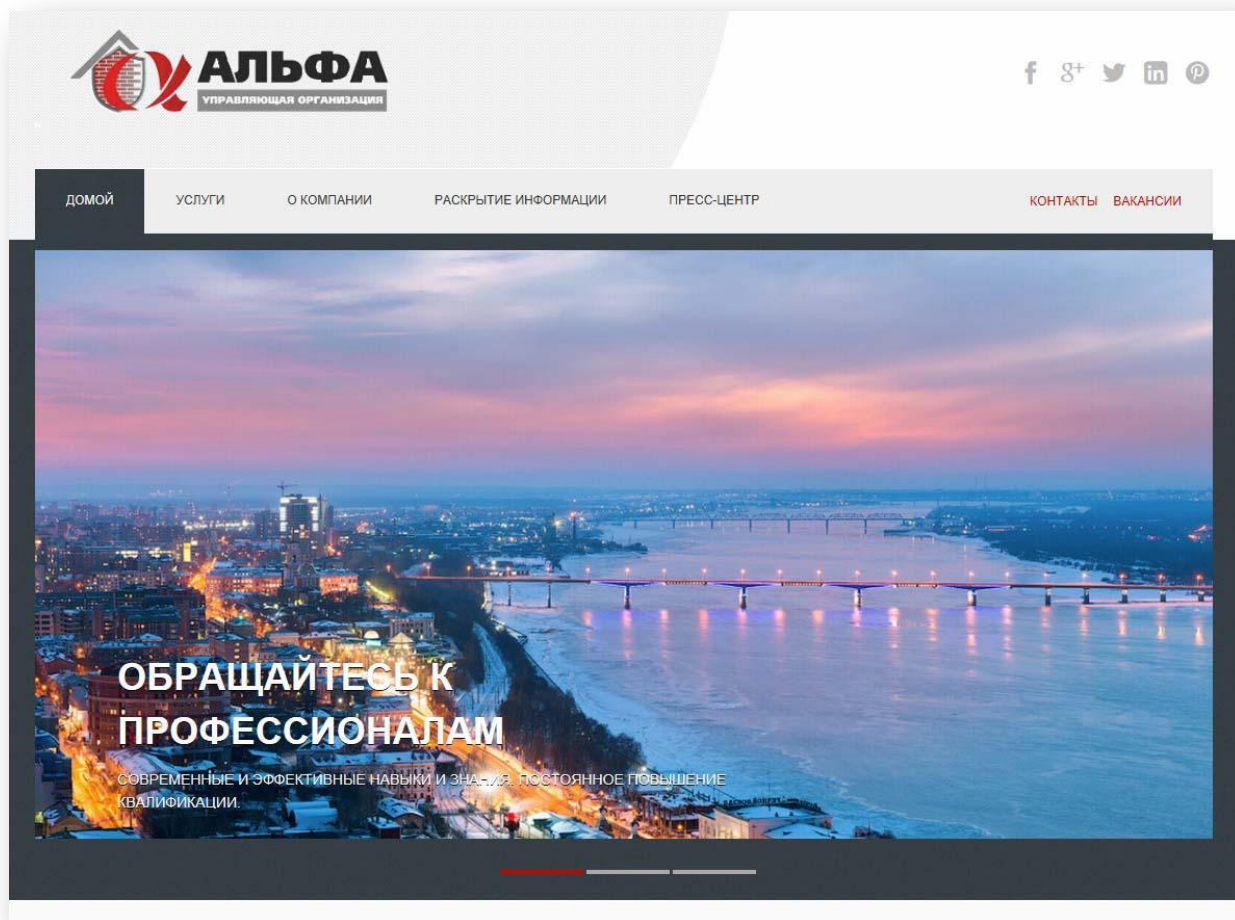 АЛЬФА
УПРАВЛЯЮЩАЯ ОРГАНИЗАЦИЯ
ДОМОЙ
УСЛУГИ
О КОМПАНИИ
РАСКРЫТИЕ ИНФОРМАЦИИ
ПРЕСС-ЦЕНТР
КОНТАКТЫ
ВАКАНСИИ
ОБРАЩАЙТЕСЬ К
ПРОФЕССИОНАЛАМ
СОВРЕМЕННЫЕ И ЭФФЕКТИВНЫЕ НАВЫКИ И ЗНАНИЯ. ПОСТОЯННОЕ ПОВЫШЕНИЕ
КВАЛИФИКАЦИИ.